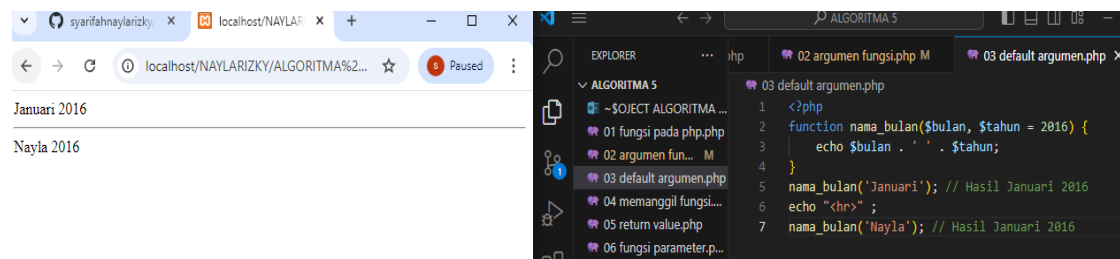 syarifahnaylarizky/
localhost/NAYLAR
localhost/NAYLARIZKY/ALGORITMA%2...
s Paused
Januari 2016
Nayla 2016
ALGORITMA 5
EXPLORER
hp
02 argumen fungsi.php M
03 default argumen.php
ALGORITMA 5
~$OJECT ALGORITMA ...
01 fungsi pada php.php
02 argumen fun... M
03 default argumen.php
04 memanggil fungsi....
05 return value.php
06 fungsi parameter.p...
1
03 default argumen.php
1 <?php
2 function nama_bulan($bulan, $tahun = 2016) {
3 echo $bulan . ' ' . $tahun;
4 }
5 nama_bulan('Januari'); // Hasil Januari 2016
6 echo "<hr>" ;
7 nama_bulan('Nayla'); // Hasil Januari 2016